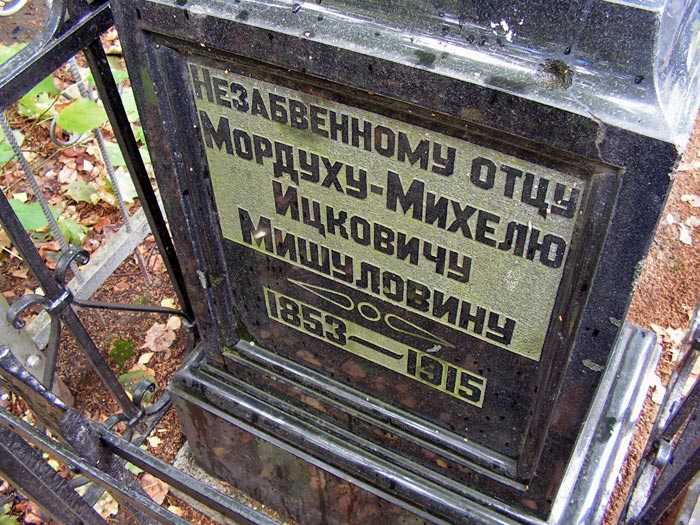 Незабвенному отцу
Мордуху-Михелю
Ицковичу
Мишуловину
1853—1915